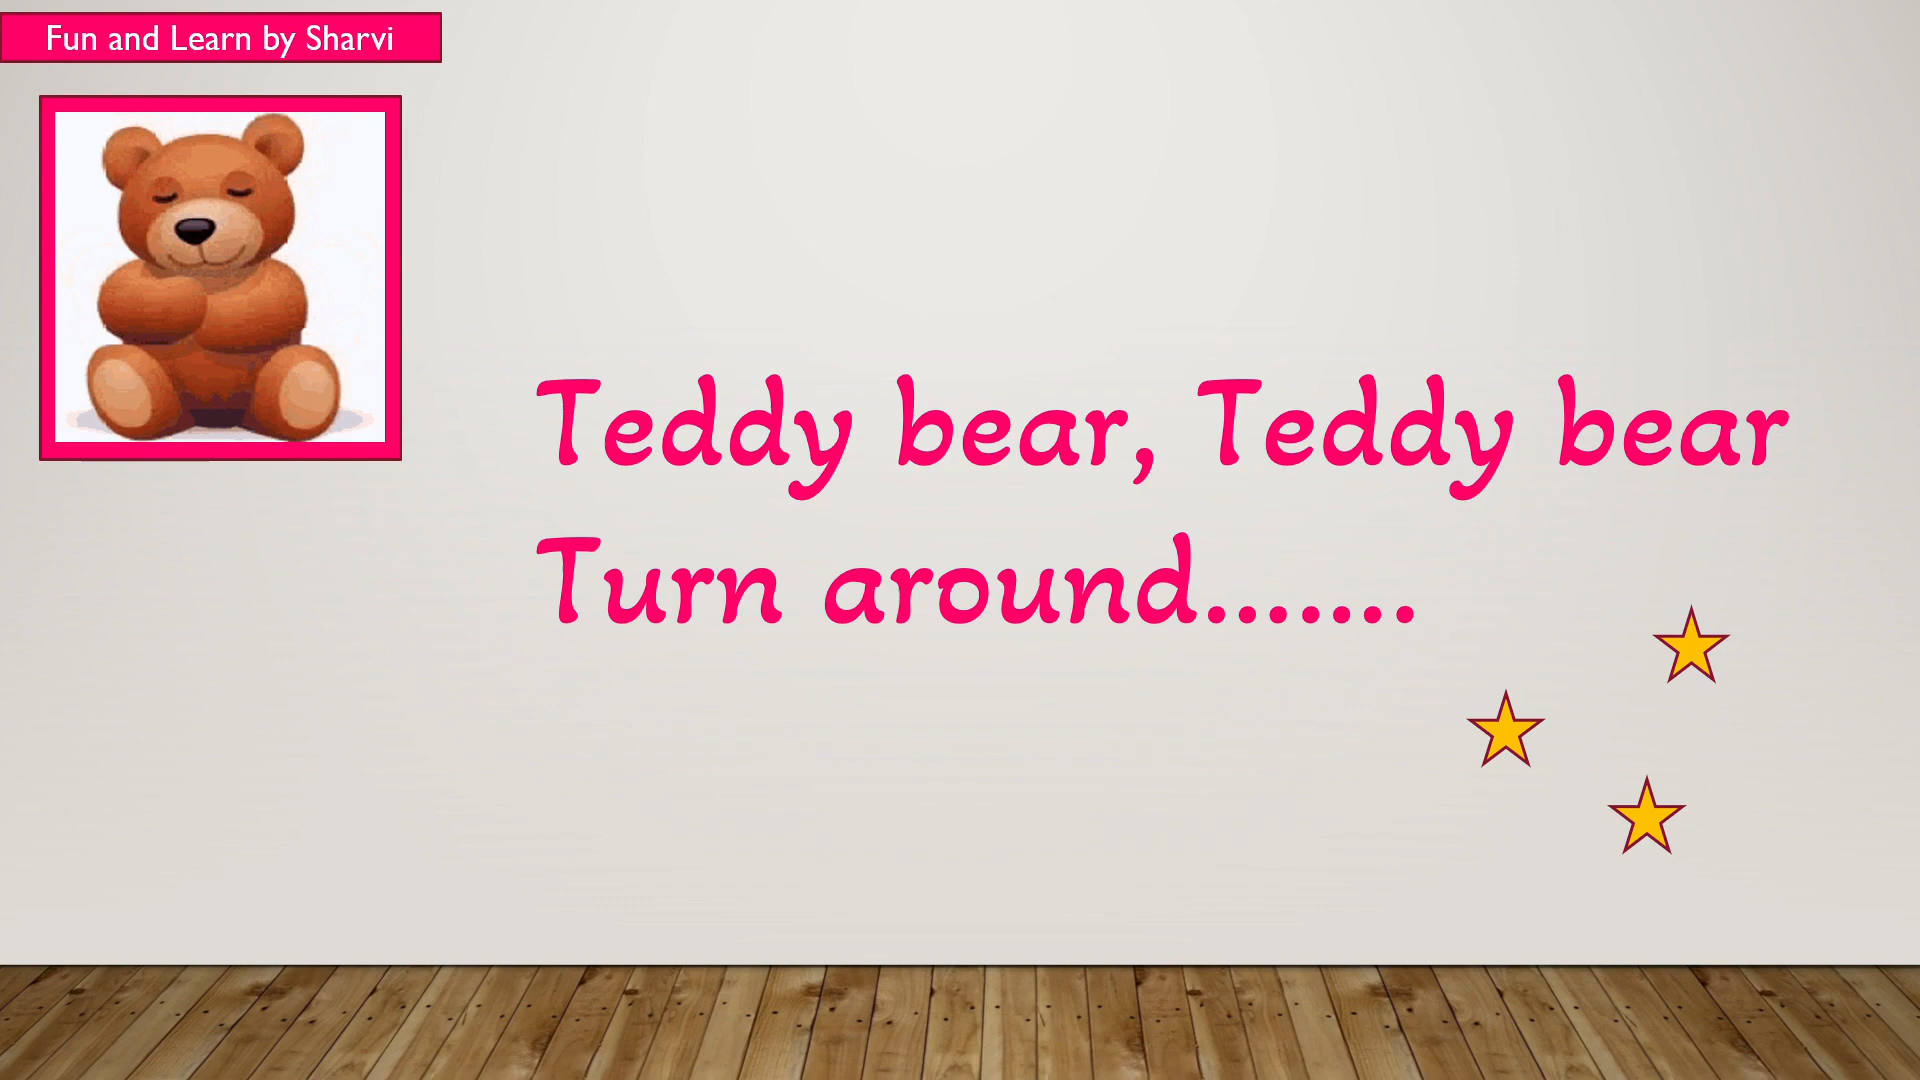 Fun and Learn by Sharvi
Teddy bear, Teddy bear
Turn around.......